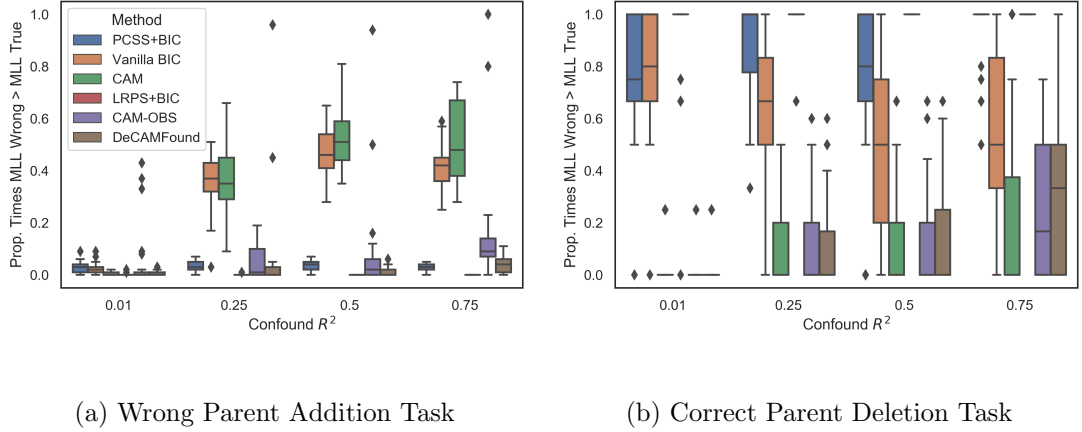 Prop. Times MLL Wrong > MLL True
1.0
0.8
0.6
0.4
0.2
0.0
Method
PCSS+BIC
Vanilla BIC
CAM
LRPS+BIC
CAM-OBS
DeCAMFound
0.01 0.25 0.5 0.75
Confound R²
(a) Wrong Parent Addition Task
Prop. Times MLL Wrong > MLL True
1.0
0.8
0.6
0.4
0.2
0.0
0.01 0.25 0.5 0.75
Confound R²
(b) Correct Parent Deletion Task